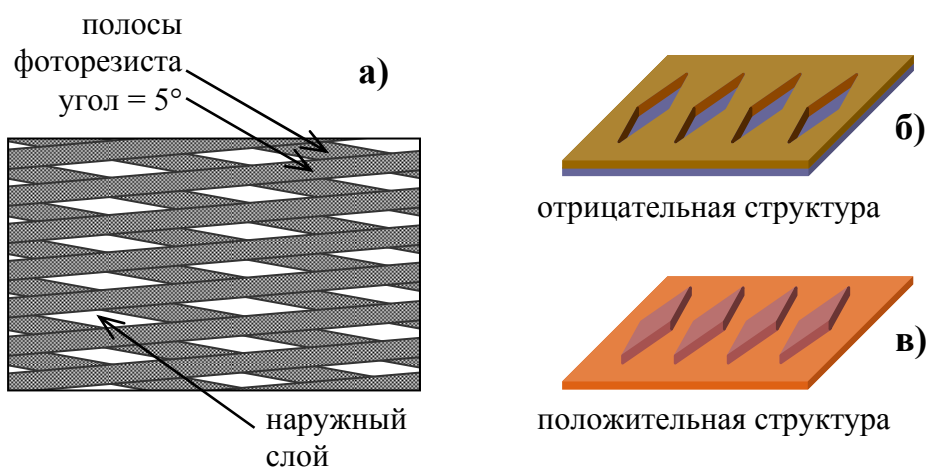 полосы
фоторезиста
угол = 5°
а)
наружный
слой
б)
отрицательная структура
в)
положительная структура